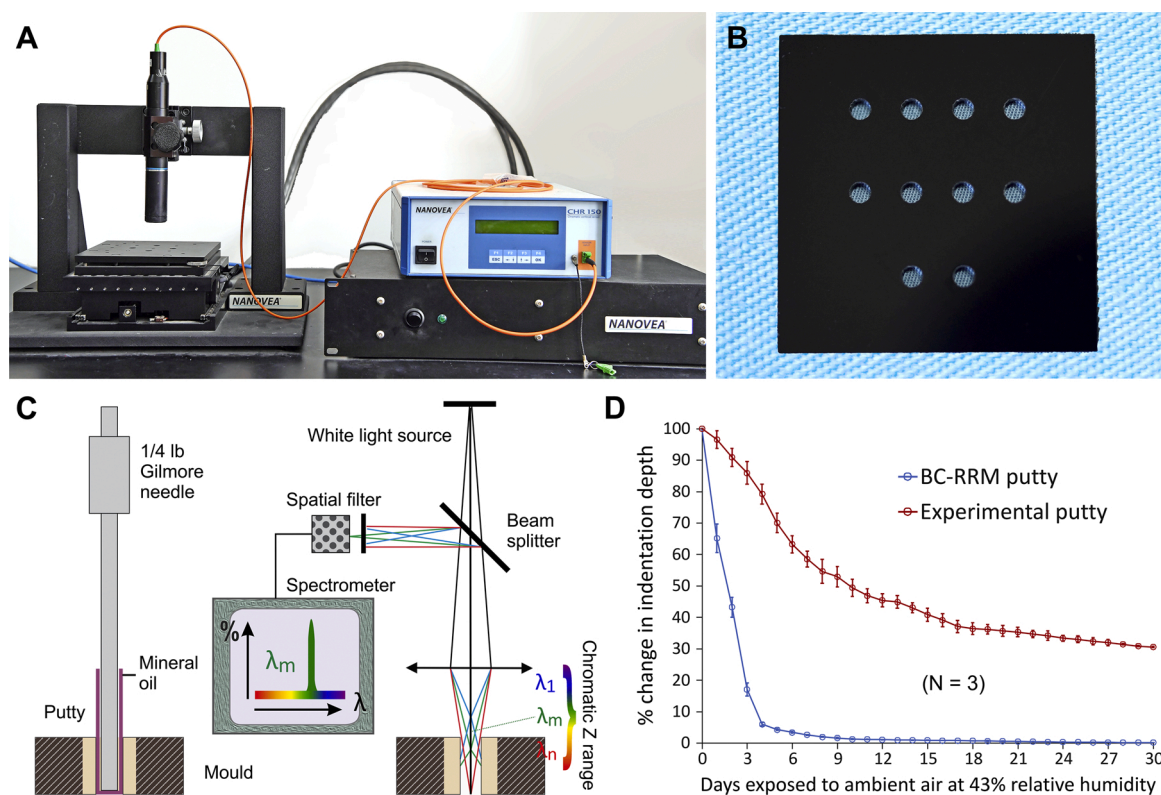 A
NANOVEA
CHR 150
NANOVEA
NANOVEA
B
C
1/4 lb
Gilmore
needle
Putty
Mineral
oil
Mould
White light source
Spatial filter
Beam
splitter
Spectrometer
%
λm
λ
λ1
λm
λn
Chromatic Z range
D
% change in indentation depth
100
90
80
70
60
50
40
30
20
10
0
BC-RRM putty
Experimental putty
(N = 3)
0 3 6 9 12 15 18 21 24 27 30
Days exposed to ambient air at 43% relative humidity